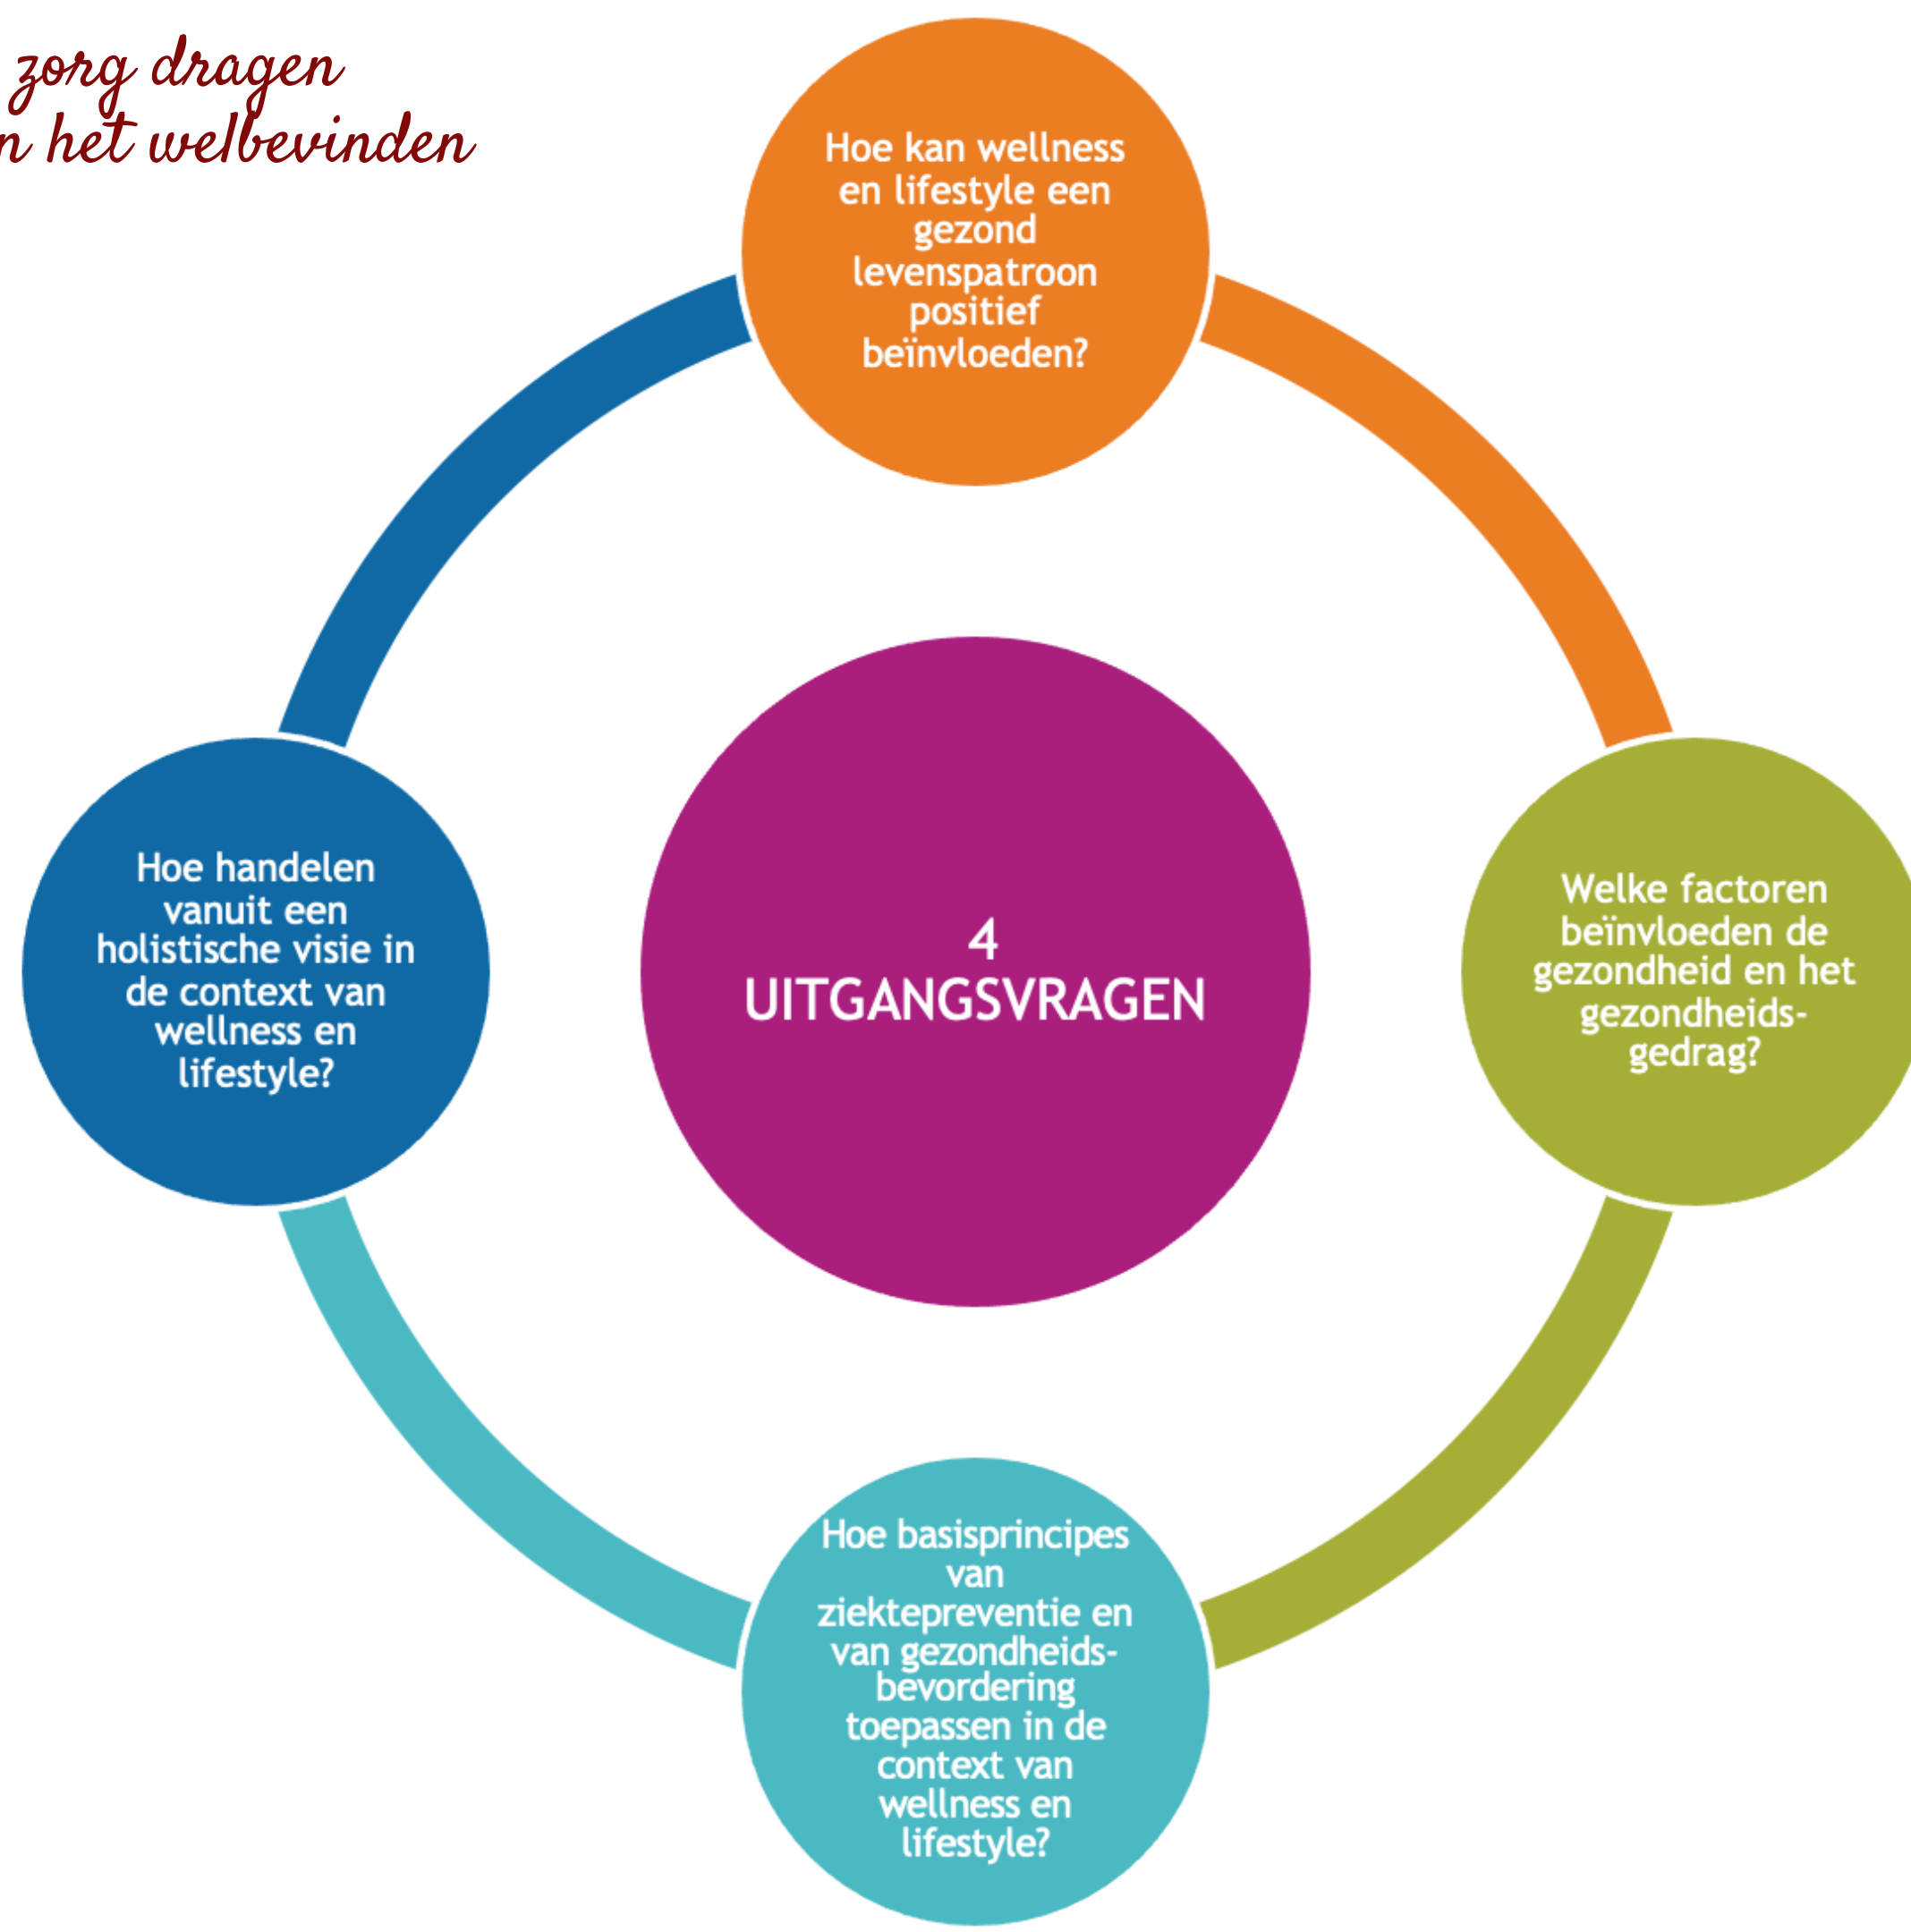 zorg dragen
het welbevinden
Hoe kan wellness
en lifestyle een
gezond
levenspatroon
positief
beïnvloeden?
Hoe handelen
vanuit een
holistische visie in
de context van
wellness en
lifestyle?
4
UITGANGSVRAGEN
Welke factoren
beïnvloeden de
gezondheid en het
gezondheids-
gedrag?
Hoe basisprincipes
van
ziektepreventie en
van gezondheids-
bevordering
toepassen in de
context van
wellness en
lifestyle?